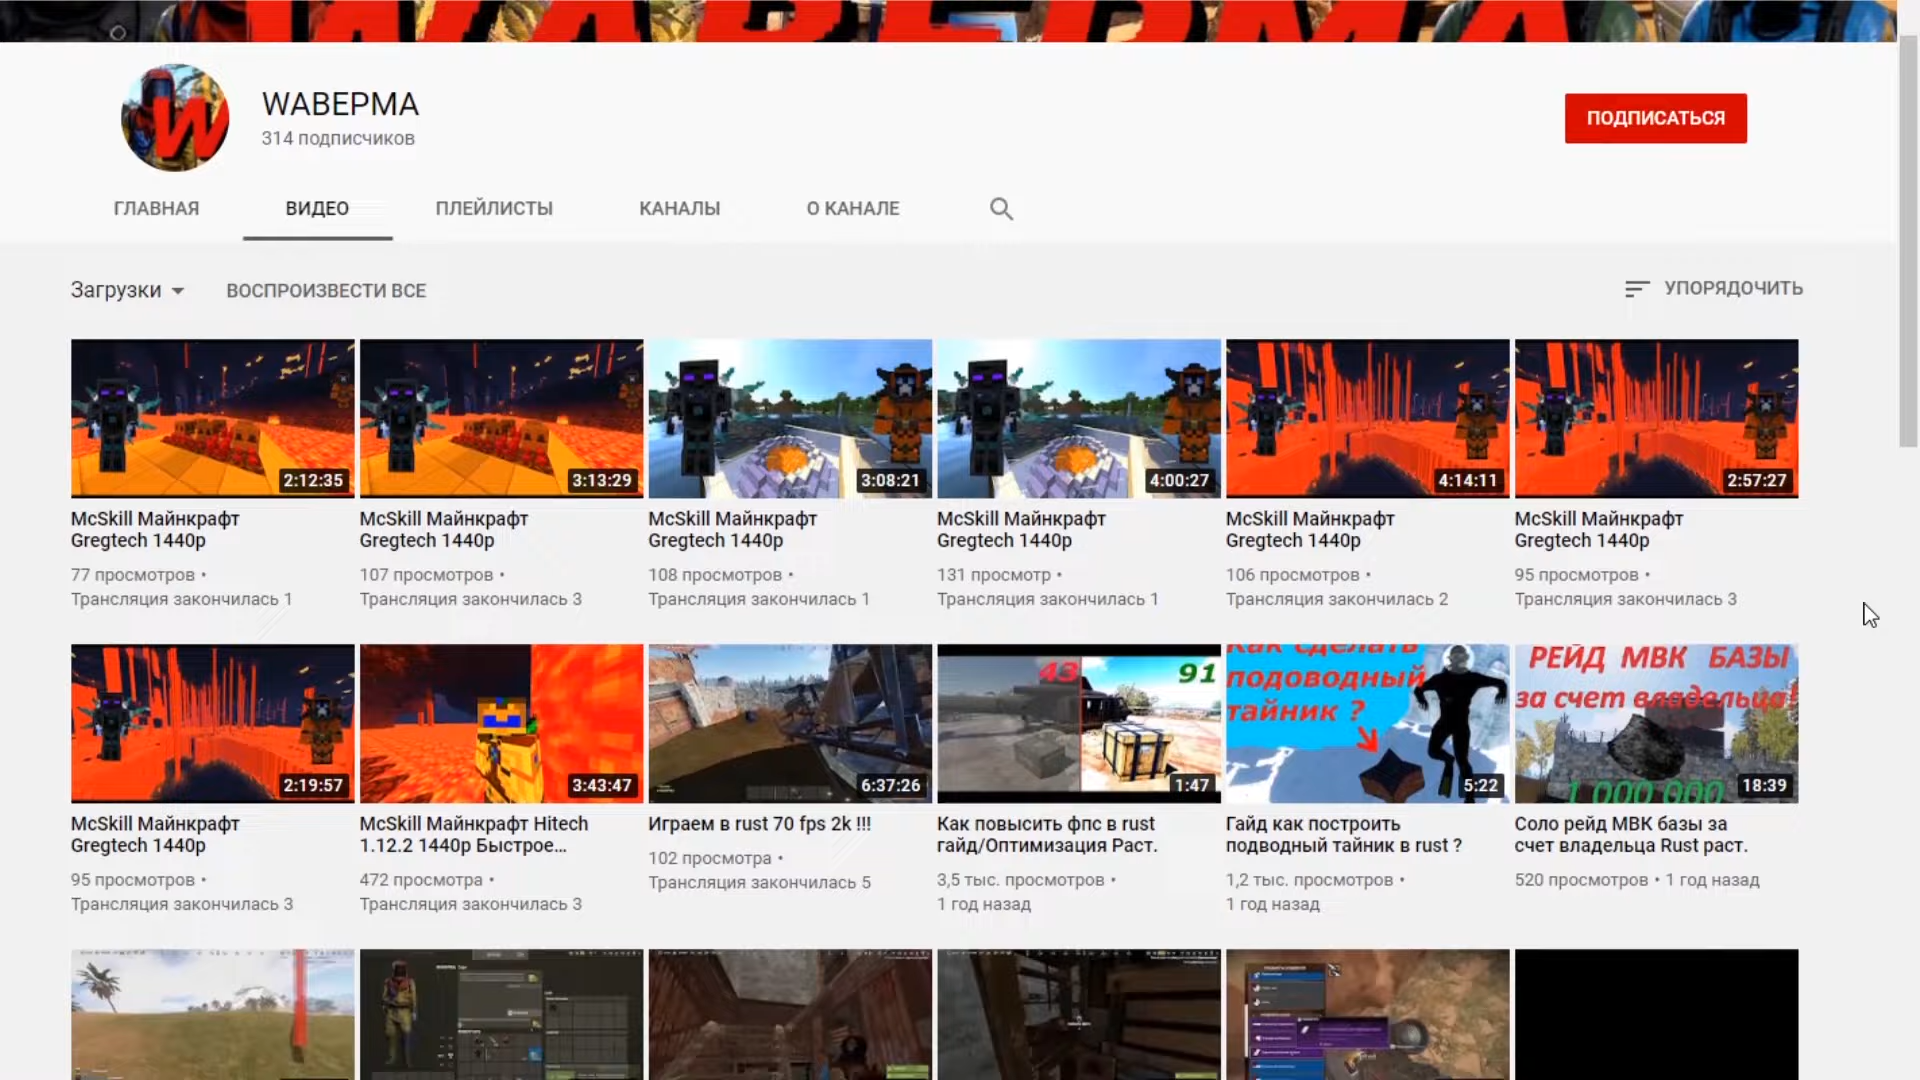 WABEPMA
W
WABEPMA
314 подписчиков
ПОДПИСАТЬСЯ
ГЛАВНАЯ
ВИДЕО
ПЛЕЙЛИСТЫ
КАНАЛЫ
О КАНАЛЕ
Загрузки
ВОСПРОИЗВЕСТИ ВСЕ
УПОРЯДОЧИТЬ
2:12:35
3:13:29
3:08:21
4:00:27
4:14:11
2:57:27
McSkill Майнкрафт
Gregtech 1440p
77 просмотров •
Трансляция закончилась 1
McSkill Майнкрафт
Gregtech 1440p
107 просмотров •
Трансляция закончилась 3
McSkill Майнкрафт
Gregtech 1440p
108 просмотров •
Трансляция закончилась 1
McSkill Майнкрафт
Gregtech 1440p
131 просмотр •
Трансляция закончилась 1
McSkill Майнкрафт
Gregtech 1440p
106 просмотров •
Трансляция закончилась 2
McSkill Майнкрафт
Gregtech 1440p
95 просмотров •
Трансляция закончилась 3
2:19:57
3:43:47
6:37:26
43
91
1:47
Как сделать
подоводный
тайник ?
5:22
РЕЙД МВК БАЗЫ
за счет владельца!
1 000 000
18:39
McSkill Майнкрафт
Gregtech 1440p
95 просмотров •
Трансляция закончилась 3
McSkill Майнкрафт Hitech
1.12.2 1440p Быстрое...
472 просмотра •
Трансляция закончилась 3
Играем в rust 70 fps 2k !!!
102 просмотра •
Трансляция закончилась 5
Как повысить фпс в rust
гайд/Оптимизация Раст.
3,5 тыс. просмотров •
1 год назад
Гайд как построить
подводный тайник в rust ?
1,2 тыс. просмотров •
1 год назад
Соло рейд МВК базы за
счет владельца Rust раст.
520 просмотров • 1 год назад